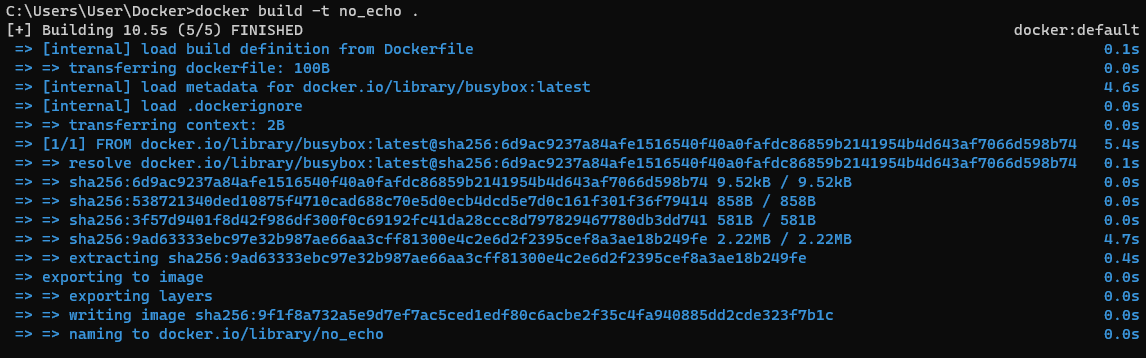 C:\Users\User\Docker>docker build -t no_echo .
[+] Building 10.5s (5/5) FINISHED docker:default
=> [internal] load build definition from Dockerfile 0.1s
=> => transferring dockerfile: 100B 0.0s
=> [internal] load metadata for docker.io/library/busybox:latest 4.6s
=> [internal] load .dockerignore 0.0s
=> => transferring context: 2B 0.0s
=> [1/1] FROM docker.io/library/busybox:latest@sha256:6d9ac9237a84afe1516540f40a0fafdc86859b2141954b4d643af7066d598b74 5.4s
=> => resolve docker.io/library/busybox:latest@sha256:6d9ac9237a84afe1516540f40a0fafdc86859b2141954b4d643af7066d598b74 0.1s
=> => sha256:6d9ac9237a84afe1516540f40a0fafdc86859b2141954b4d643af7066d598b74 9.52kB / 9.52kB 0.0s
=> => sha256:538721340ded10875f4710cad688c70e5d0ecb4dcd5e7d0c161f301f36f79414 858B / 858B 0.0s
=> => sha256:3f57d9401f8d42f986df300f0c69192fc41da28ccc8d797829467780db3dd741 581B / 581B 0.0s
=> => sha256:9ad63333ebc97e32b987ae66aa3cff81300e4c2e6d2f2395cef8a3ae18b249fe 2.22MB / 2.22MB 4.7s
=> => extracting sha256:9ad63333ebc97e32b987ae66aa3cff81300e4c2e6d2f2395cef8a3ae18b249fe 0.4s
=> exporting to image 0.0s
=> => exporting layers 0.0s
=> => writing image sha256:9f1f8a732a5e9d7ef7ac5ced1edf80c6acbe2f35c4fa940885dd2cde323f7b1c 0.0s
=> => naming to docker.io/library/no_echo 0.0s